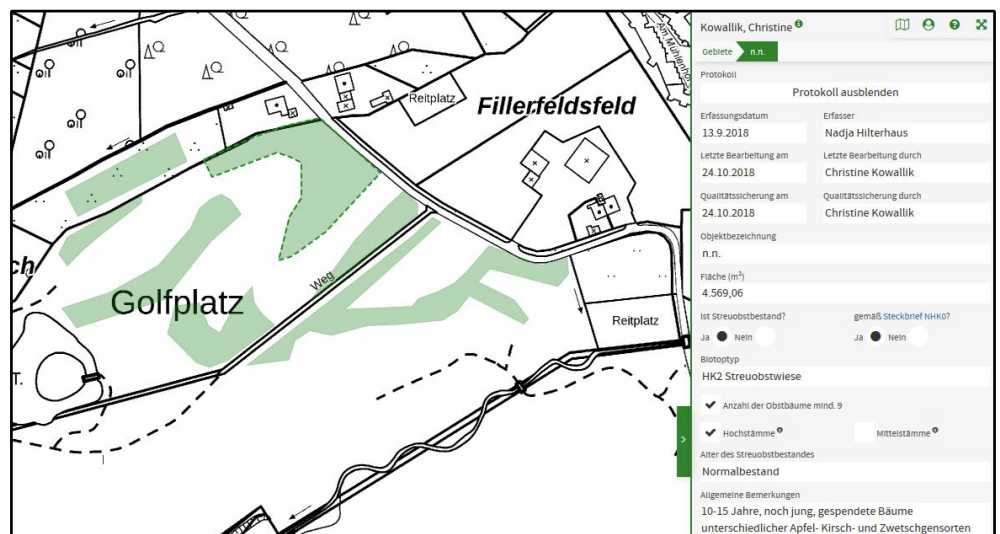 Am Mühlenhof
Reitplatz
Fillerfeldsfeld
ch
Weg
Golfplatz
Reitplatz
T.
Kowallik, Christine
Gebiete n.n.
Protokoll
Protokoll ausblenden
Erfassungsdatum Erfasser
13.9.2018 Nadja Hilterhaus
Letzte Bearbeitung am Letzte Bearbeitung durch
24.10.2018 Christine Kowallik
Qualitätssicherung am Qualitätssicherung durch
24.10.2018 Christine Kowallik
Objektbezeichnung
n.n.
Fläche (m²)
4.569,06
Ist Streuobstbestand? gemäß Steckbrief NHK0?
Ja Nein Ja Nein
Biotoptyp
HK2 Streuobstwiese
Anzahl der Obstbäume mind. 9
Hochstämme Mittelstämme
Alter des Streuobstbestandes
Normalbestand
Allgemeine Bemerkungen
10-15 Jahre, noch jung, gespendete Bäume
unterschiedlicher Apfel- Kirsch- und Zwetschgensorten